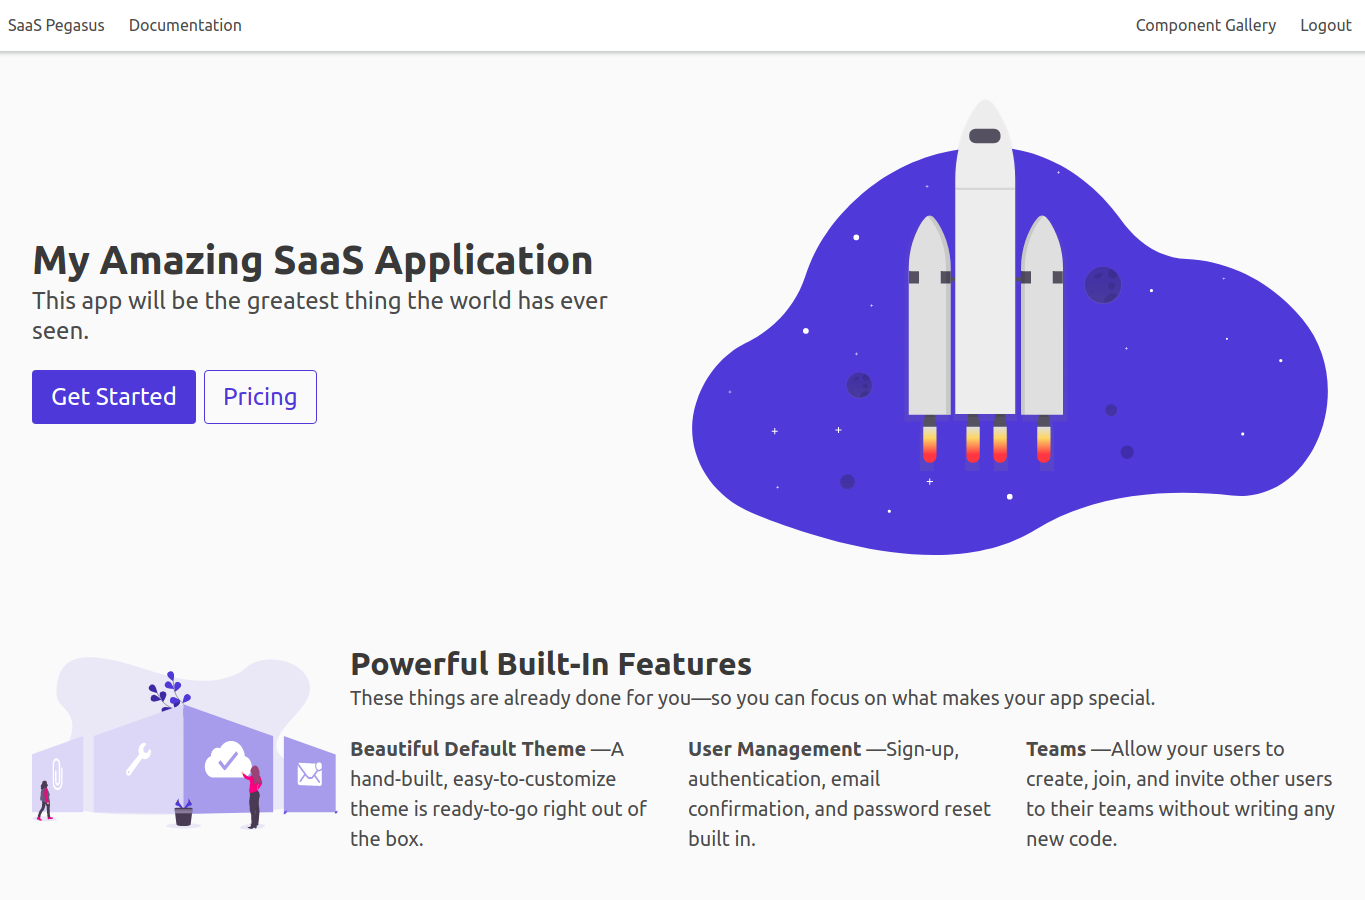 SaaS Pegasus Documentation Component Gallery Logout
My Amazing SaaS Application
This app will be the greatest thing the world has ever
seen.
Get Started Pricing
Powerful Built-In Features
These things are already done for you—so you can focus on what makes your app special.
Beautiful Default Theme —A
hand-built, easy-to-customize
theme is ready-to-go right out of
the box.
User Management —Sign-up,
authentication, email
confirmation, and password reset
built in.
Teams —Allow your users to
create, join, and invite other users
to their teams without writing any
new code.